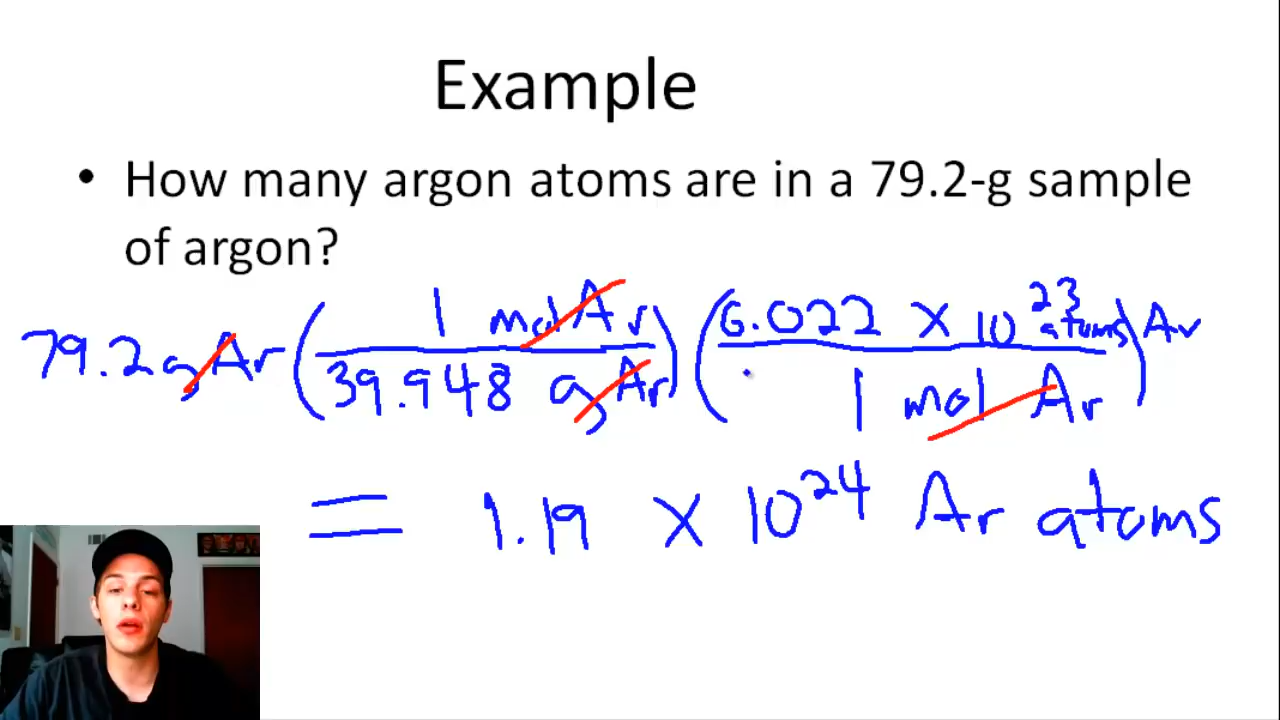 Example
• How many argon atoms are in a 79.2-g sample
of argon?
79.2 g Ar ( 1 mol Ar / 39.948 g Ar ) ( 6.022 × 10^23 atoms Ar / 1 mol Ar )
= 1.19 × 10^24 Ar atoms